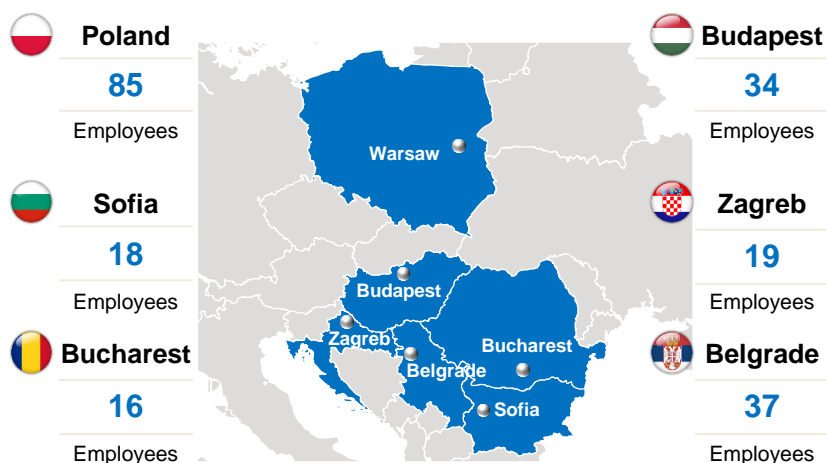 Poland
85
Employees
Sofia
18
Employees
Bucharest
16
Employees
Warsaw
Budapest
Zagreb
Belgrade
Bucharest
Sofia
Budapest
34
Employees
Zagreb
19
Employees
Belgrade
37
Employees